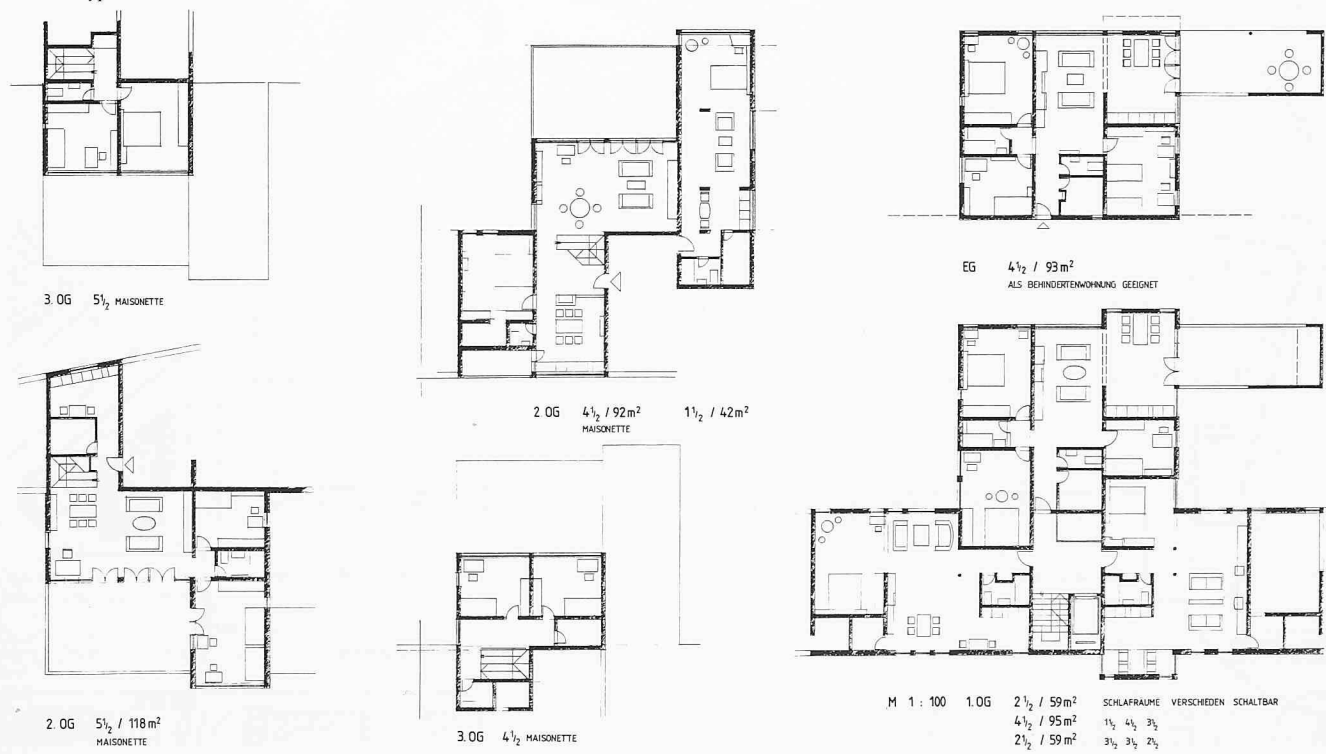 3. OG 5½ MAISONETTE
2. OG 5½ / 118 m²
MAISONETTE
2. OG 4½ / 92 m² 1½ / 42 m²
MAISONETTE
3. OG 4½ MAISONETTE
EG 4½ / 93 m²
ALS BEHINDERTENWOHNUNG GEEIGNET
M 1 : 100 1. OG 2½ / 59 m² SCHLAFRAUME VERSCHIEDEN SCHALTBAR
4½ / 95 m² 1½ 4½ 3½
2½ / 59 m² 3½ 3½ 2½